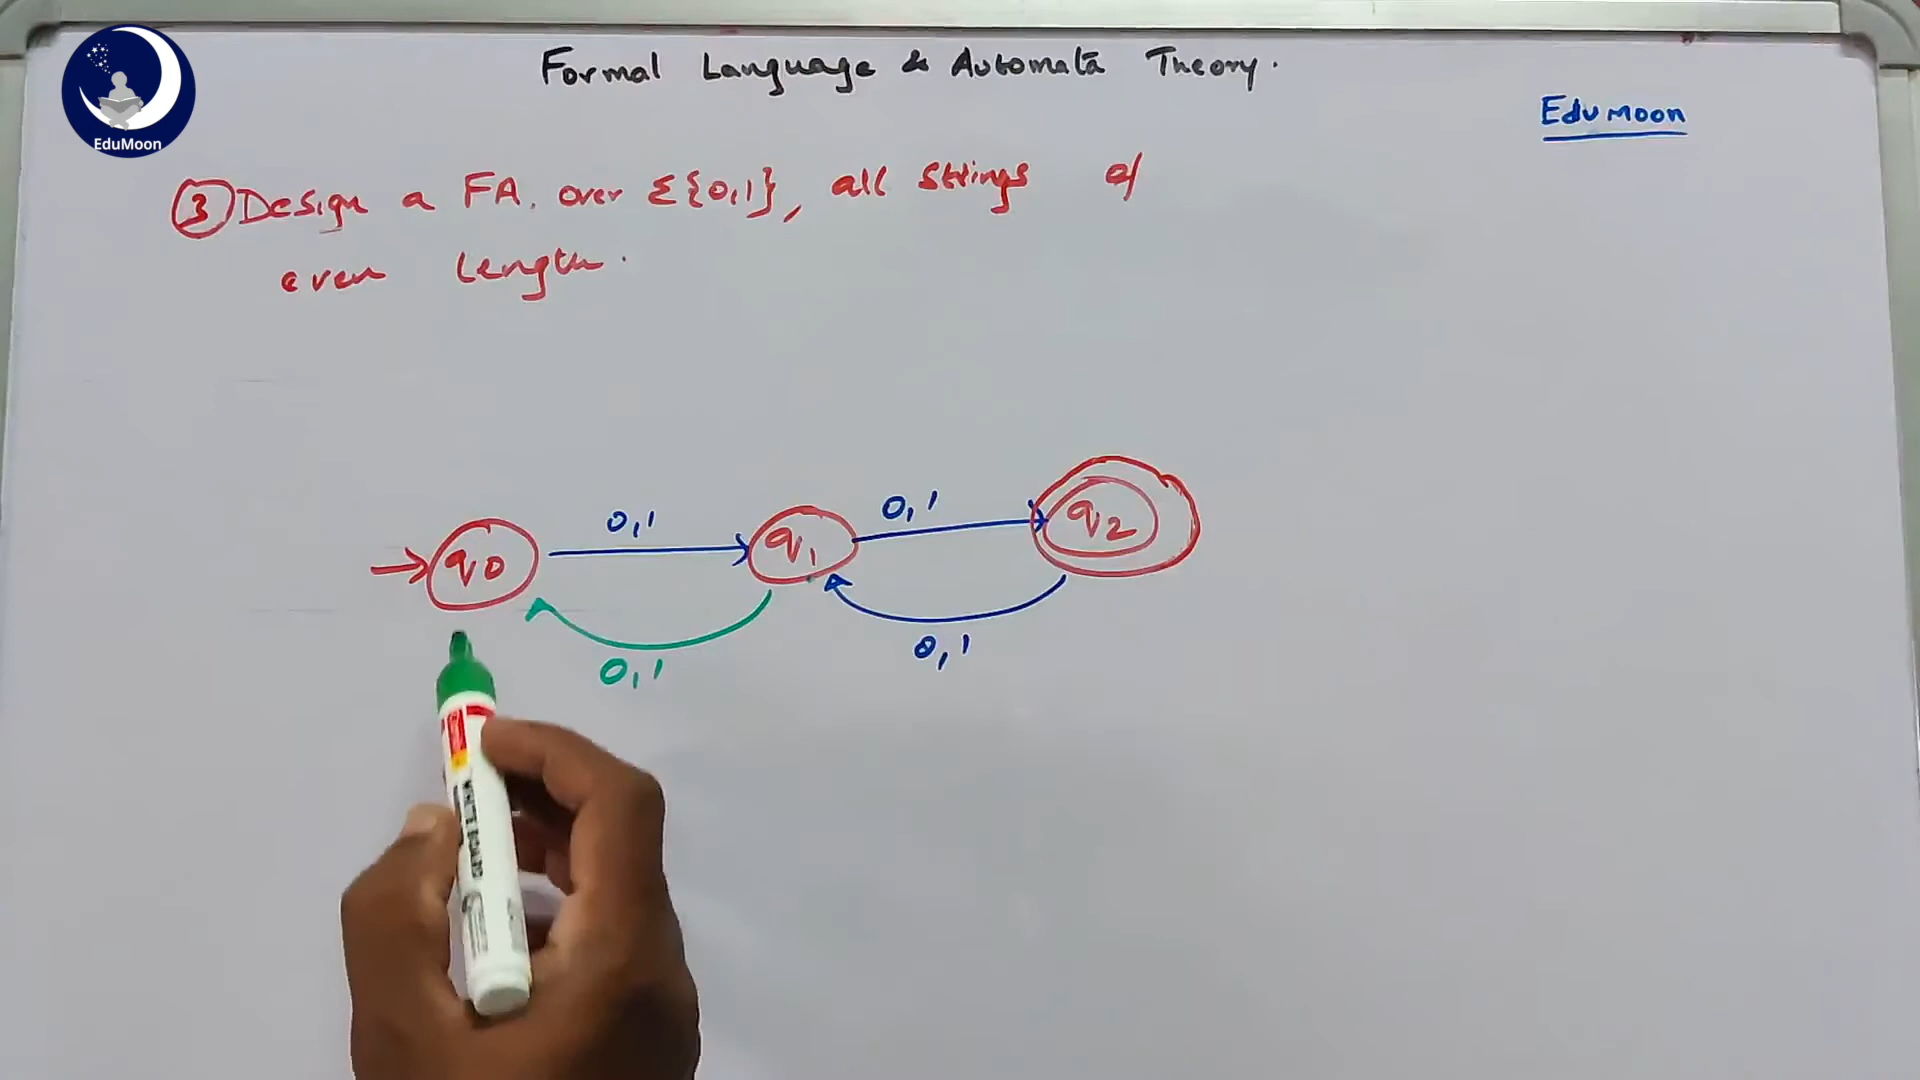 Formal Language & Automata Theory.
EduMoon
Edu Moon
③ Design a FA. over Σ{0,1}, all strings of
even length.
0,1
0,1
q0
q1
q2
0,1
0,1